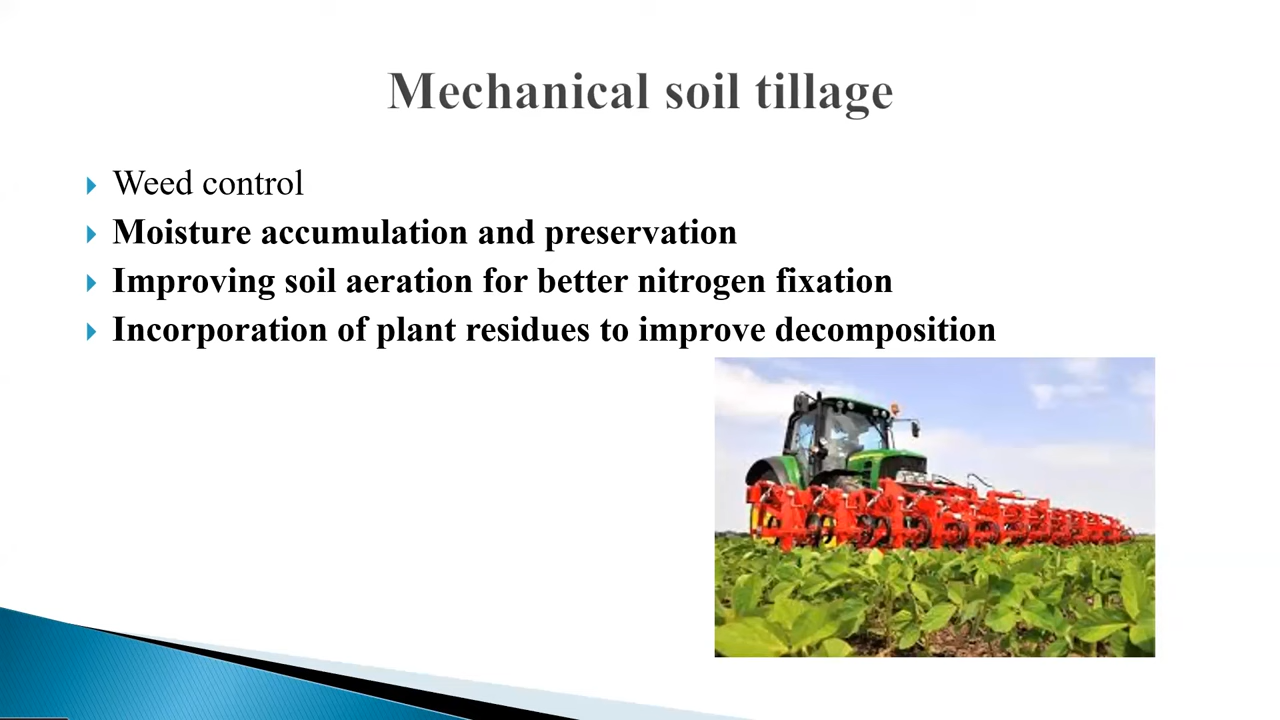 Mechanical soil tillage
Weed control
Moisture accumulation and preservation
Improving soil aeration for better nitrogen fixation
Incorporation of plant residues to improve decomposition